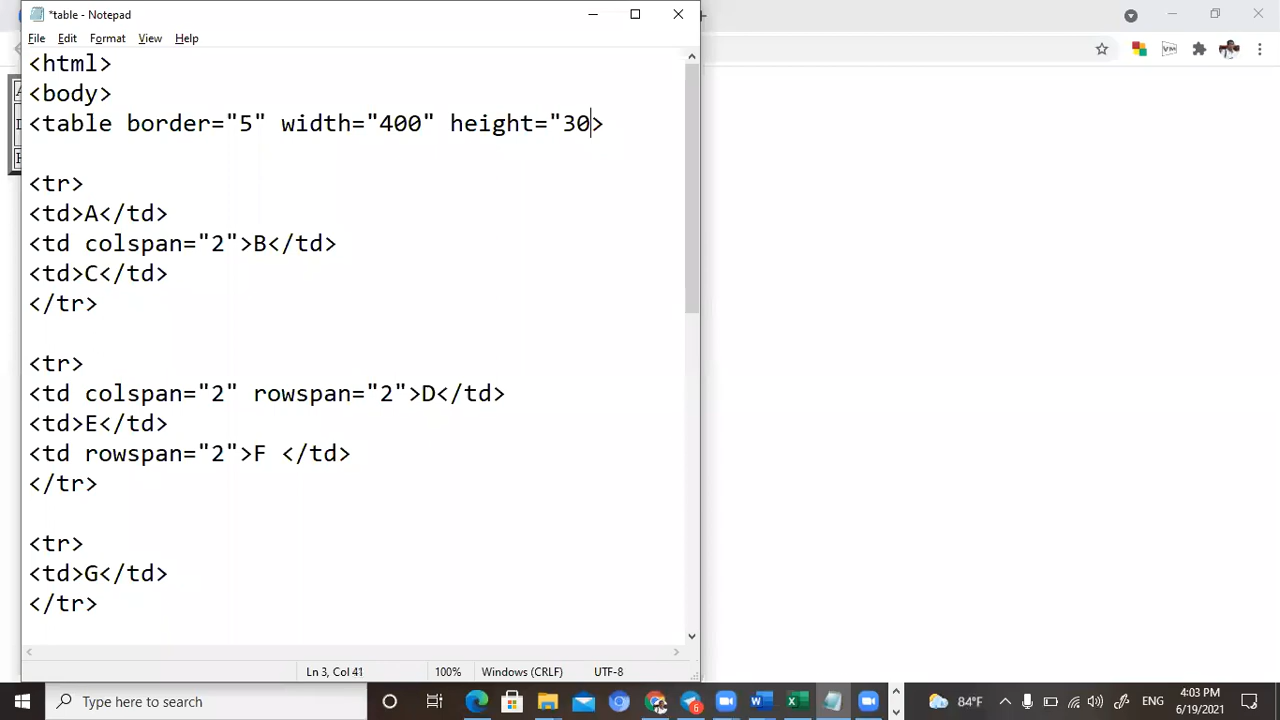 *table - Notepad
File Edit Format View Help
<html>
<body>
<table border="5" width="400" height="30>
<tr>
<td>A</td>
<td colspan="2">B</td>
<td>C</td>
</tr>
<tr>
<td colspan="2" rowspan="2">D</td>
<td>E</td>
<td rowspan="2">F </td>
</tr>
<tr>
<td>G</td>
</tr>
Ln 3, Col 41 100% Windows (CRLF) UTF-8
VM
Type here to search
6
84°F
ENG
4:03 PM
6/19/2021